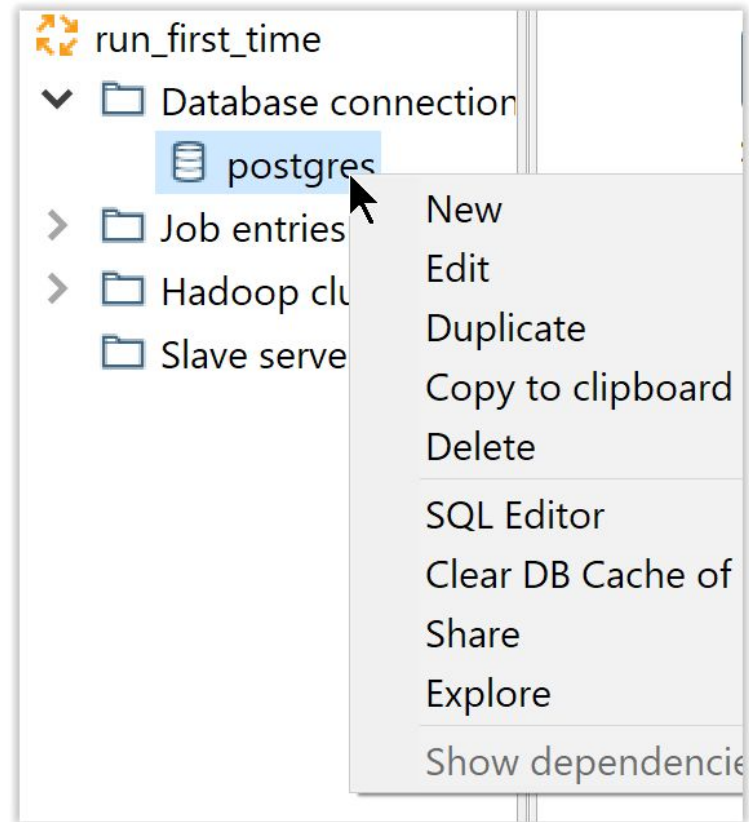 run_first_time
Database connection
postgres
Job entries
Hadoop clu
Slave serve
New
Edit
Duplicate
Copy to clipboard
Delete
SQL Editor
Clear DB Cache of
Share
Explore
Show dependencie